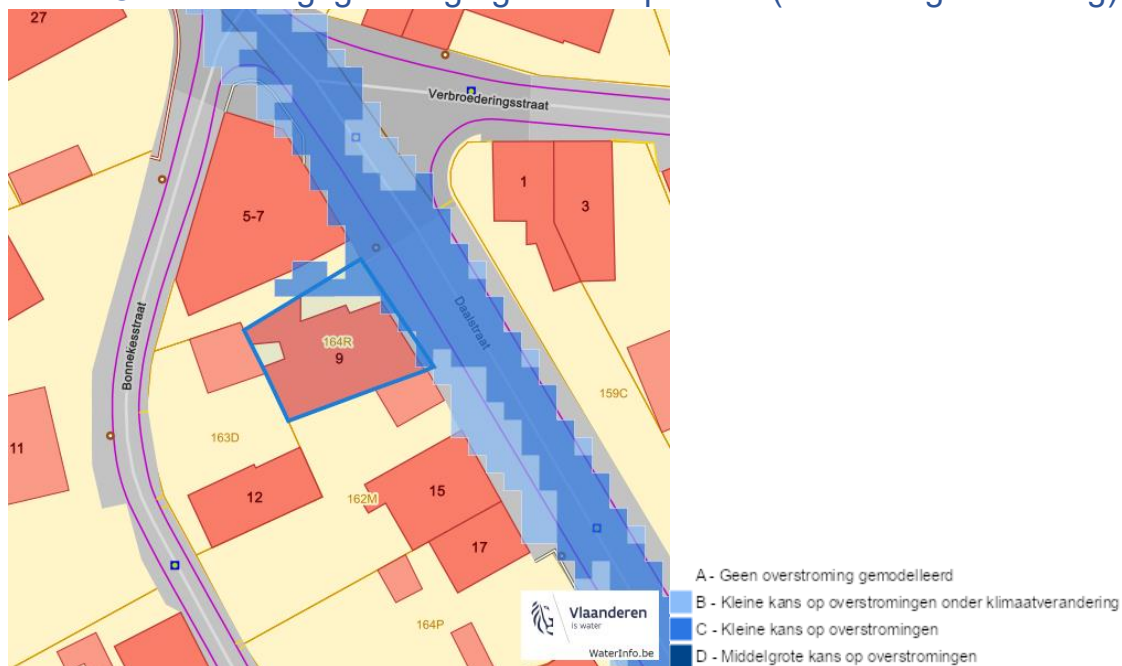 27
Verbroederingsstraat
1
3
5-7
Daalstraat
Bonnekesstraat
164R
9
159C
11
163D
12
162M
15
17
164P
Vlaanderen
is water
WaterInfo.be
A - Geen overstroming gemodelleerd
B - Kleine kans op overstromingen onder klimaatverandering
C - Kleine kans op overstromingen
D - Middelgrote kans op overstromingen